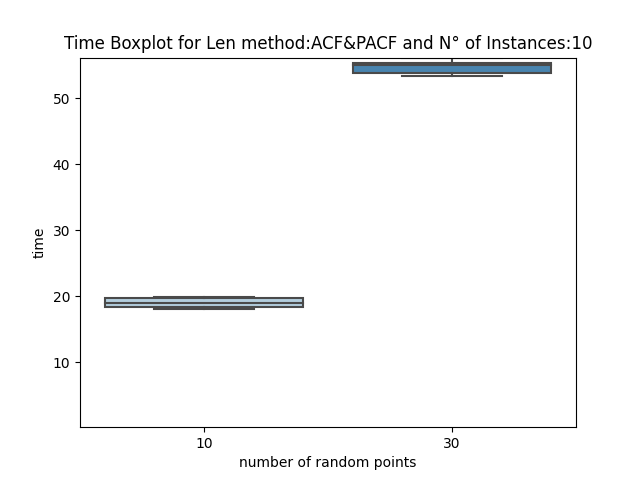 Time Boxplot for Len method:ACF&PACF and N° of Instances:10
50
40
30
20
10
time
10 30
number of random points